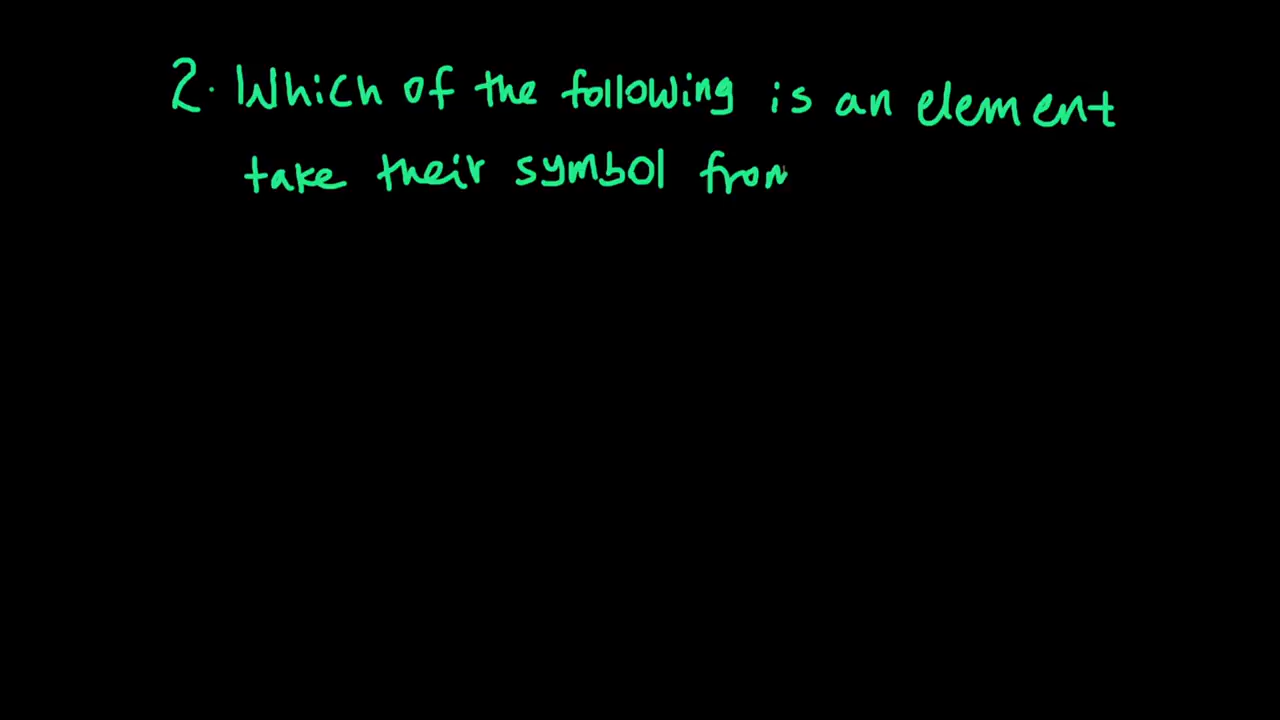 2. Which of the following is an element
take their symbol from